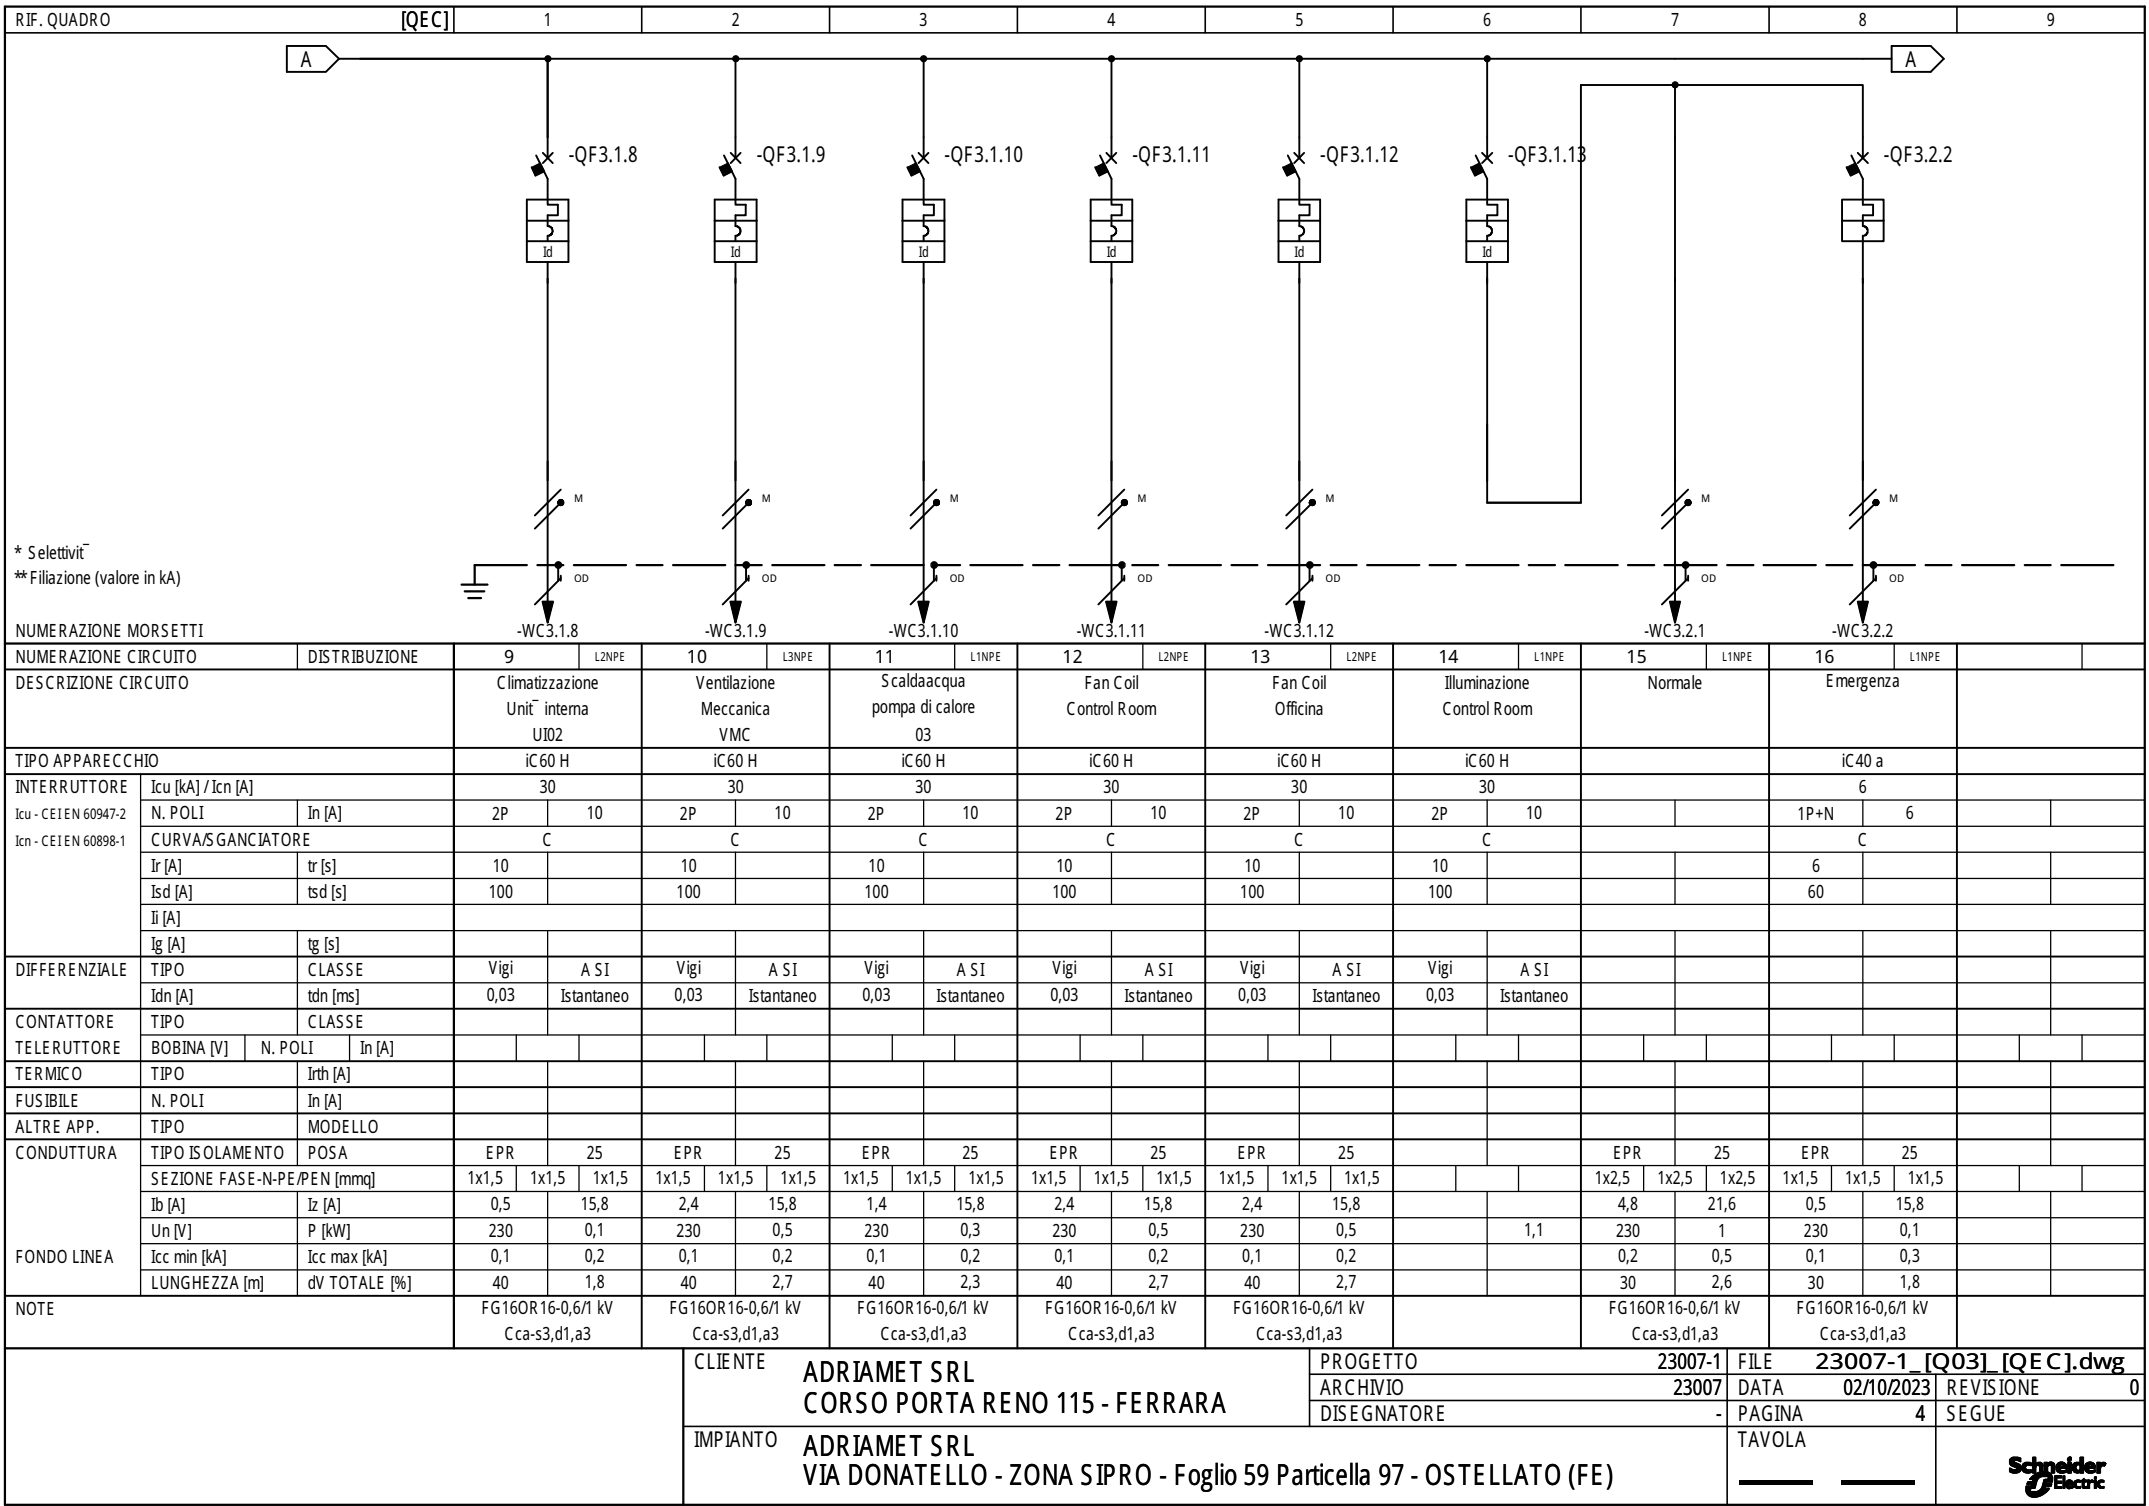 RIF. QUADRO [QEC] 1 2 3 4 5 6 7 8 9
A A
-QF3.1.8 -QF3.1.9 -QF3.1.10 -QF3.1.11 -QF3.1.12 -QF3.1.13 -QF3.2.2
Id Id Id Id Id Id
M M M M M M M
* Selettivit¯
** Filiazione (valore in kA)
OD OD OD OD OD OD OD
NUMERAZIONE MORSETTI -WC3.1.8 -WC3.1.9 -WC3.1.10 -WC3.1.11 -WC3.1.12 -WC3.2.1 -WC3.2.2
NUMERAZIONE CIRCUITO DISTRIBUZIONE 9 L2NPE 10 L3NPE 11 L1NPE 12 L2NPE 13 L2NPE 14 L1NPE 15 L1NPE 16 L1NPE
DESCRIZIONE CIRCUITO Climatizzazione Ventilazione Scaldaacqua Fan Coil Fan Coil Illuminazione Normale Emergenza
Unit¯ interna Meccanica pompa di calore Control Room Officina Control Room
UI02 VMC 03
TIPO APPARECCHIO iC60 H iC60 H iC60 H iC60 H iC60 H iC60 H iC40 a
INTERRUTTORE Icu [kA] / Icn [A] 30 30 30 30 30 30 6
Icu - CEI EN 60947-2 N. POLI In [A] 2P 10 2P 10 2P 10 2P 10 2P 10 2P 10 1P+N 6
Icn - CEI EN 60898-1 CURVA/SGANCIATORE C C C C C C C
Ir [A] tr [s] 10 10 10 10 10 10 6
Isd [A] tsd [s] 100 100 100 100 100 100 60
Ii [A]
Ig [A] tg [s]
DIFFERENZIALE TIPO CLASSE Vigi A SI Vigi A SI Vigi A SI Vigi A SI Vigi A SI Vigi A SI
Idn [A] tdn [ms] 0,03 Istantaneo 0,03 Istantaneo 0,03 Istantaneo 0,03 Istantaneo 0,03 Istantaneo 0,03 Istantaneo
CONTATTORE TIPO CLASSE
TELERUTTORE BOBINA [V] N. POLI In [A]
TERMICO TIPO Irth [A]
FUSIBILE N. POLI In [A]
ALTRE APP. TIPO MODELLO
CONDUTTURA TIPO ISOLAMENTO POSA EPR 25 EPR 25 EPR 25 EPR 25 EPR 25 EPR 25 EPR 25
SEZIONE FASE-N-PE/PEN [mmq] 1x1,5 1x1,5 1x1,5 1x1,5 1x1,5 1x1,5 1x1,5 1x1,5 1x1,5 1x1,5 1x1,5 1x1,5 1x1,5 1x1,5 1x1,5 1x2,5 1x2,5 1x2,5 1x1,5 1x1,5 1x1,5
Ib [A] Iz [A] 0,5 15,8 2,4 15,8 1,4 15,8 2,4 15,8 2,4 15,8 4,8 21,6 0,5 15,8
Un [V] P [kW] 230 0,1 230 0,5 230 0,3 230 0,5 230 0,5 1,1 230 1 230 0,1
FONDO LINEA Icc min [kA] Icc max [kA] 0,1 0,2 0,1 0,2 0,1 0,2 0,1 0,2 0,1 0,2 0,2 0,5 0,1 0,3
LUNGHEZZA [m] dV TOTALE [%] 40 1,8 40 2,7 40 2,3 40 2,7 40 2,7 30 2,6 30 1,8
NOTE FG16OR16-0,6/1 kV FG16OR16-0,6/1 kV FG16OR16-0,6/1 kV FG16OR16-0,6/1 kV FG16OR16-0,6/1 kV FG16OR16-0,6/1 kV FG16OR16-0,6/1 kV
Cca-s3,d1,a3 Cca-s3,d1,a3 Cca-s3,d1,a3 Cca-s3,d1,a3 Cca-s3,d1,a3 Cca-s3,d1,a3 Cca-s3,d1,a3
CLIENTE ADRIAMET SRL
CORSO PORTA RENO 115 - FERRARA
PROGETTO 23007-1 FILE 23007-1_[Q03]_[QEC].dwg
ARCHIVIO 23007 DATA 02/10/2023 REVISIONE 0
DISEGNATORE - PAGINA 4 SEGUE
IMPIANTO ADRIAMET SRL
VIA DONATELLO - ZONA SIPRO - Foglio 59 Particella 97 - OSTELLATO (FE)
TAVOLA
Schneider
Electric